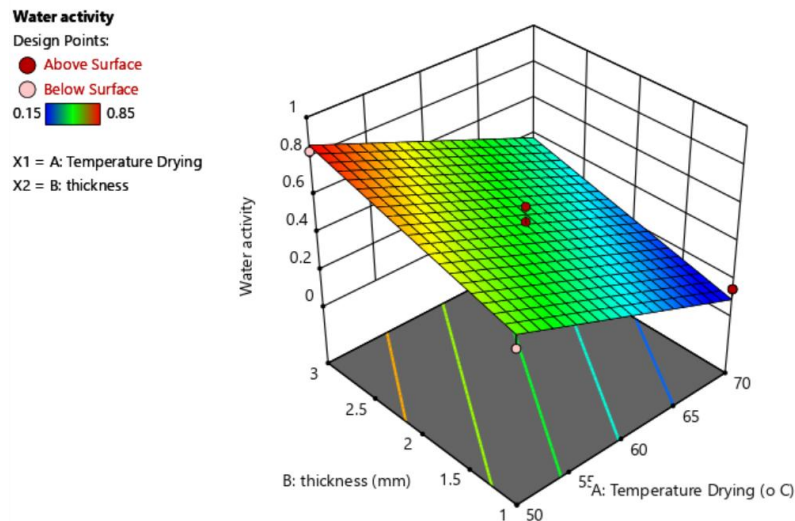 Water activity
Design Points:
Above Surface
Below Surface
0.15 0.85
X1 = A: Temperature Drying
X2 = B: thickness
1
0.8
0.6
0.4
0.2
0
Water activity
3
2.5
2
1.5
1
B: thickness (mm)
50
55
60
65
70
A: Temperature Drying (o C)